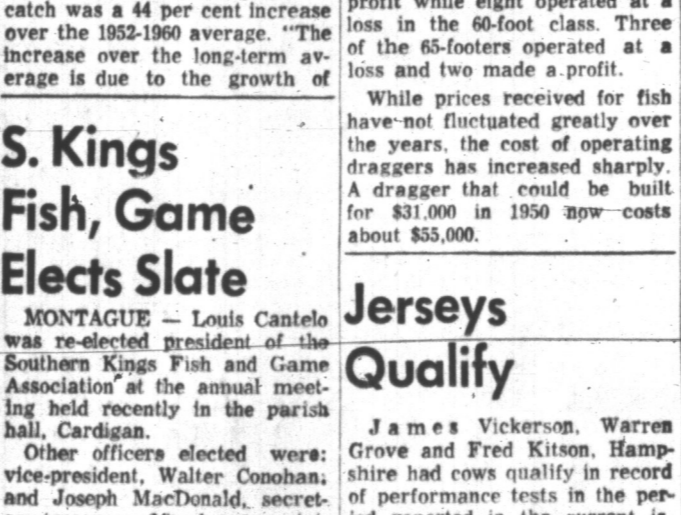 catch was a 44 per cent increase
over the 1952-1960 average. "The
increase over the long-term av-
erage is due to the growth of
S. Kings
Fish, Game
Elects Slate
MONTAGUE — Louis Cantelo
was re-elected president of the
Southern Kings Fish and Game
Association at the annual meet-
ing held recently in the parish
hall, Cardigan.
Other officers elected were:
vice-president, Walter Conohan;
and Joseph MacDonald, secret-
profit while eight operated at a
loss in the 60-foot class. Three
of the 65-footers operated at a
loss and two made a profit.
While prices received for fish
have not fluctuated greatly over
the years, the cost of operating
draggers has increased sharply.
A dragger that could be built
for $31,000 in 1950 now costs
about $55,000.
Jerseys
Qualify
James Vickerson, Warren
Grove and Fred Kitson, Hamp-
shire had cows qualify in record
of performance tests in the per-